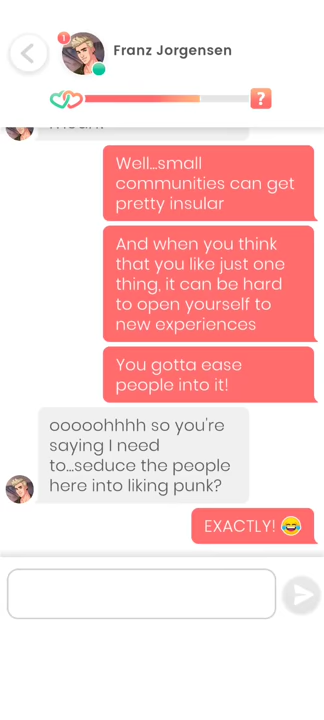 1
Franz Jorgensen
?
Well...small
communities can get
pretty insular
And when you think
that you like just one
thing, it can be hard
to open yourself to
new experiences
You gotta ease
people into it!
ooooohhhh so you're
saying I need
to...seduce the people
here into liking punk?
EXACTLY! 😂